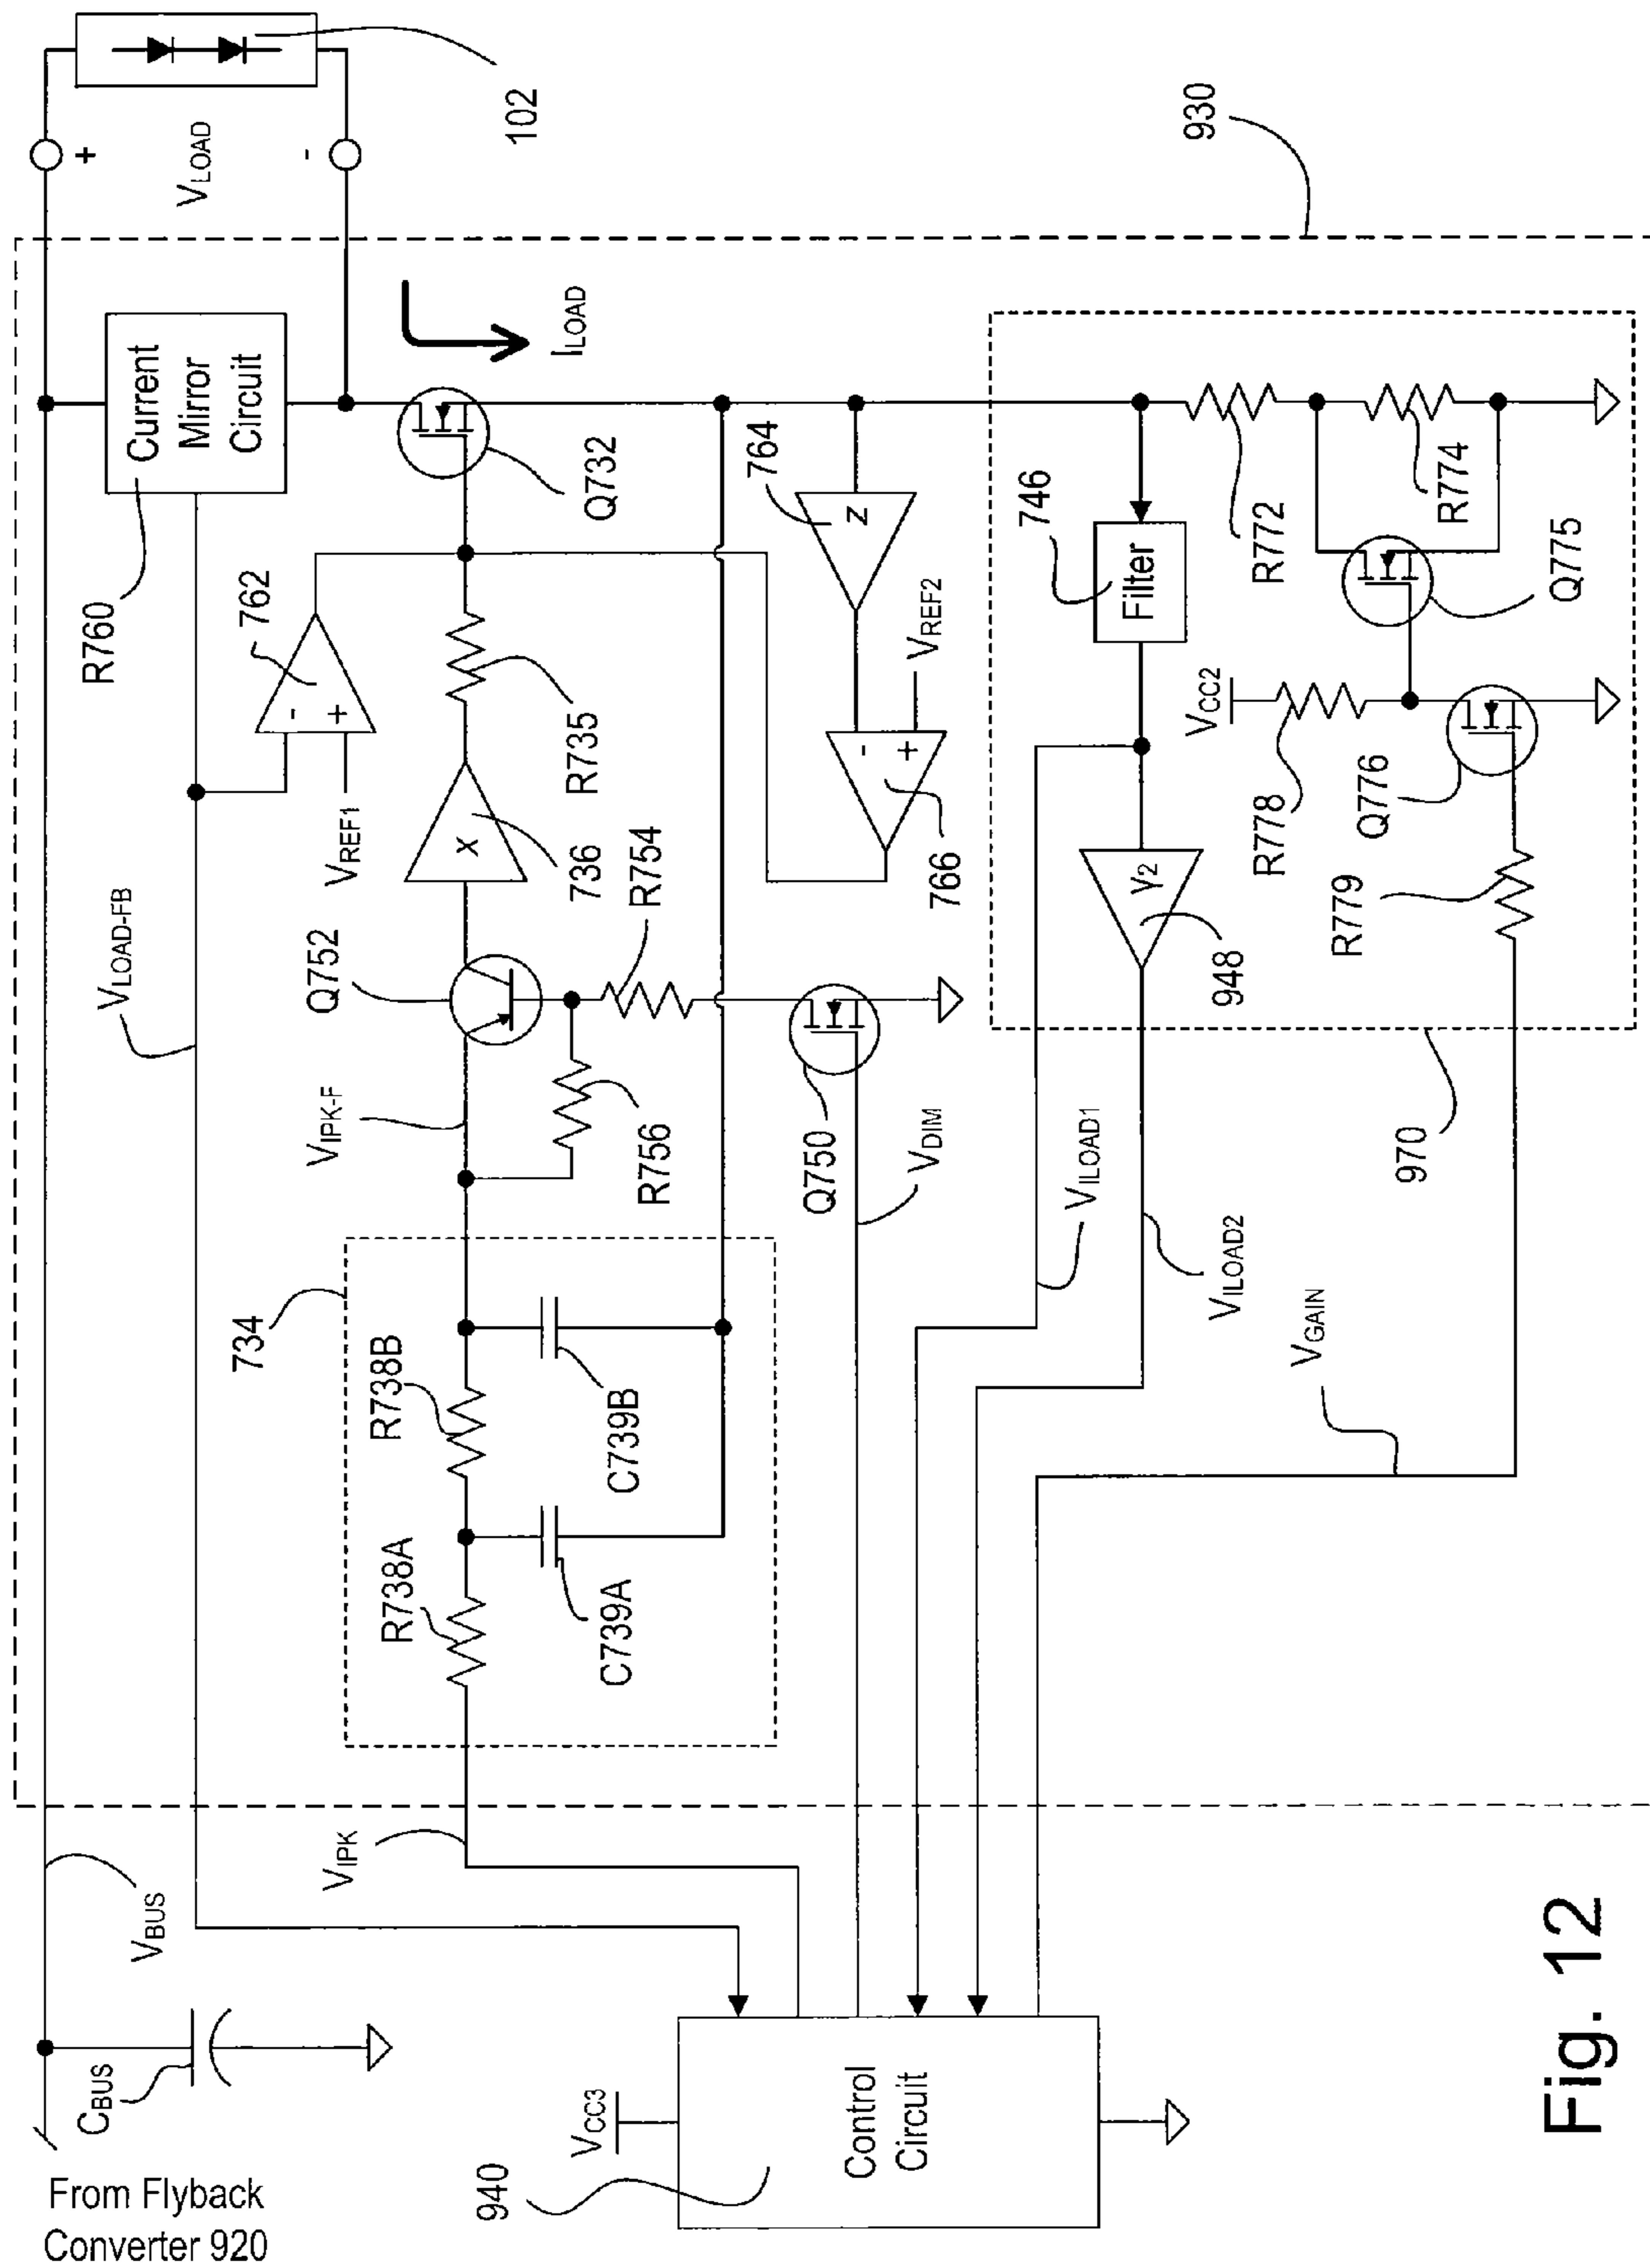 From Flyback
Converter 920
CBUS
VBUS
VLOAD-FB
R760
Current
Mirror
Circuit
+
VLOAD
-
102
ILOAD
930
762
-
+
VREF1
Q732
R735
X
736
Q752
R754
VIPK-F
R756
734
R738A
R738B
C739A
C739B
VIPK
764
Z
VREF2
-
+
766
Q750
VDIM
VCC3
940
Control
Circuit
746
Filter
R772
R774
Q775
VCC2
R778
Q776
R779
Y2
948
VILOAD1
VILOAD2
VGAIN
970
Fig. 12